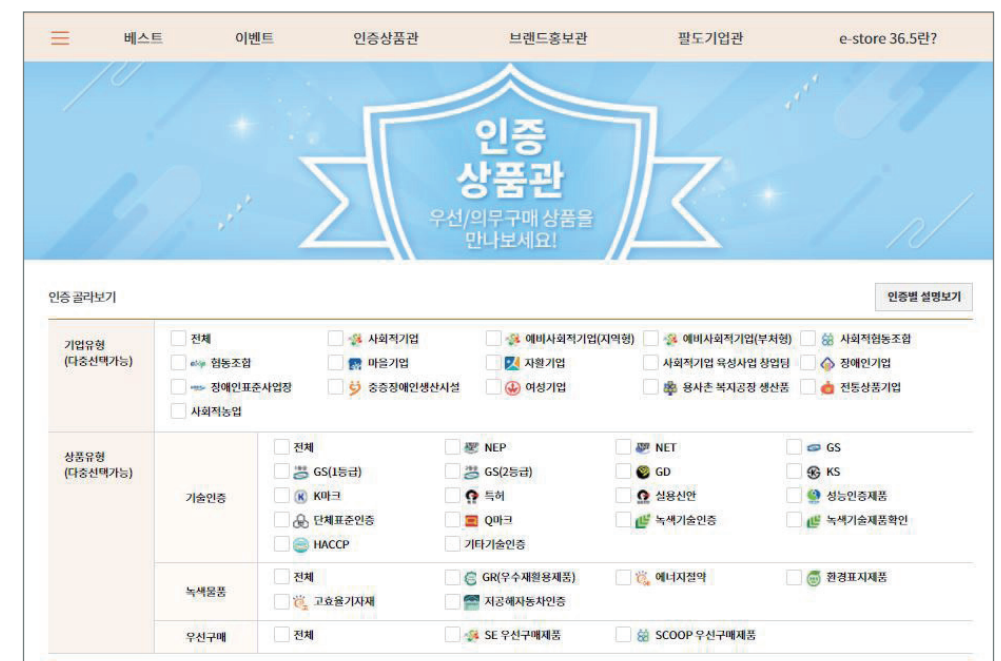 베스트 이벤트 인증상품관 브랜드홍보관 팔도기업관 e-store 36.5란?
인증
상품관
우선/의무구매 상품을
만나보세요!
인증 골라보기 인증별 설명보기
기업유형
(다중선택가능)
전체 사회적기업 예비사회적기업(지역형) 예비사회적기업(부처형) 사회적협동조합
협동조합 마을기업 자활기업 사회적기업 육성사업 창업팀 장애인기업
장애인표준사업장 중증장애인생산시설 여성기업 용사촌 복지공장 생산품 전통상품기업
사회적농업
상품유형
(다중선택가능)
기술인증
전체 NEP NET GS
GS(1등급) GS(2등급) GD KS
K마크 특허 실용신안 성능인증제품
단체표준인증 Q마크 녹색기술인증 녹색기술제품확인
HACCP 기타기술인증
녹색물품
전체 GR(우수재활용제품) 에너지절약 환경표지제품
고효율기자재 저공해자동차인증
우선구매 전체 SE 우선구매제품 SCOOP 우선구매제품